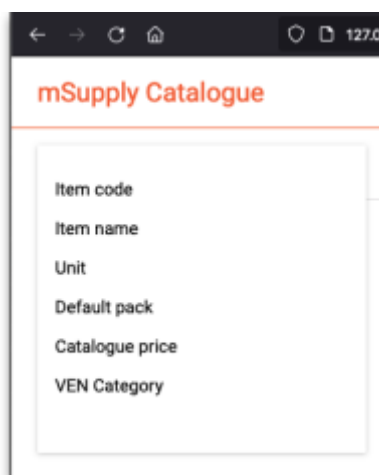 127.0
mSupply Catalogue
Item code
Item name
Unit
Default pack
Catalogue price
VEN Category